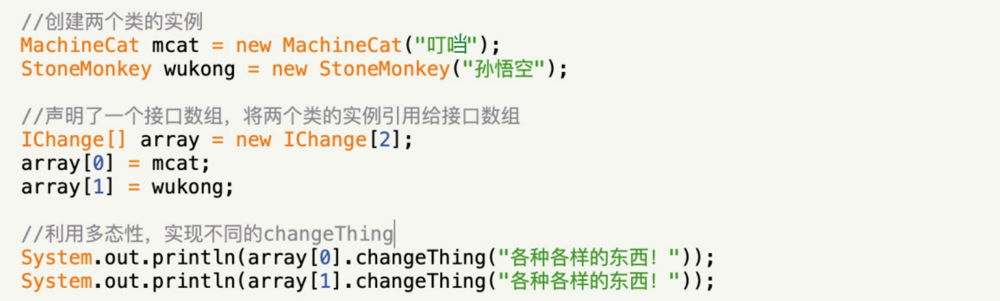 //创建两个类的实例
MachineCat mcat = new MachineCat("叮当");
StoneMonkey wukong = new StoneMonkey("孙悟空");
//声明了一个接口数组，将两个类的实例引用给接口数组
IChange[] array = new IChange[2];
array[0] = mcat;
array[1] = wukong;
//利用多态性，实现不同的changeThing
System.out.println(array[0].changeThing("各种各样的东西！"));
System.out.println(array[1].changeThing("各种各样的东西！"));